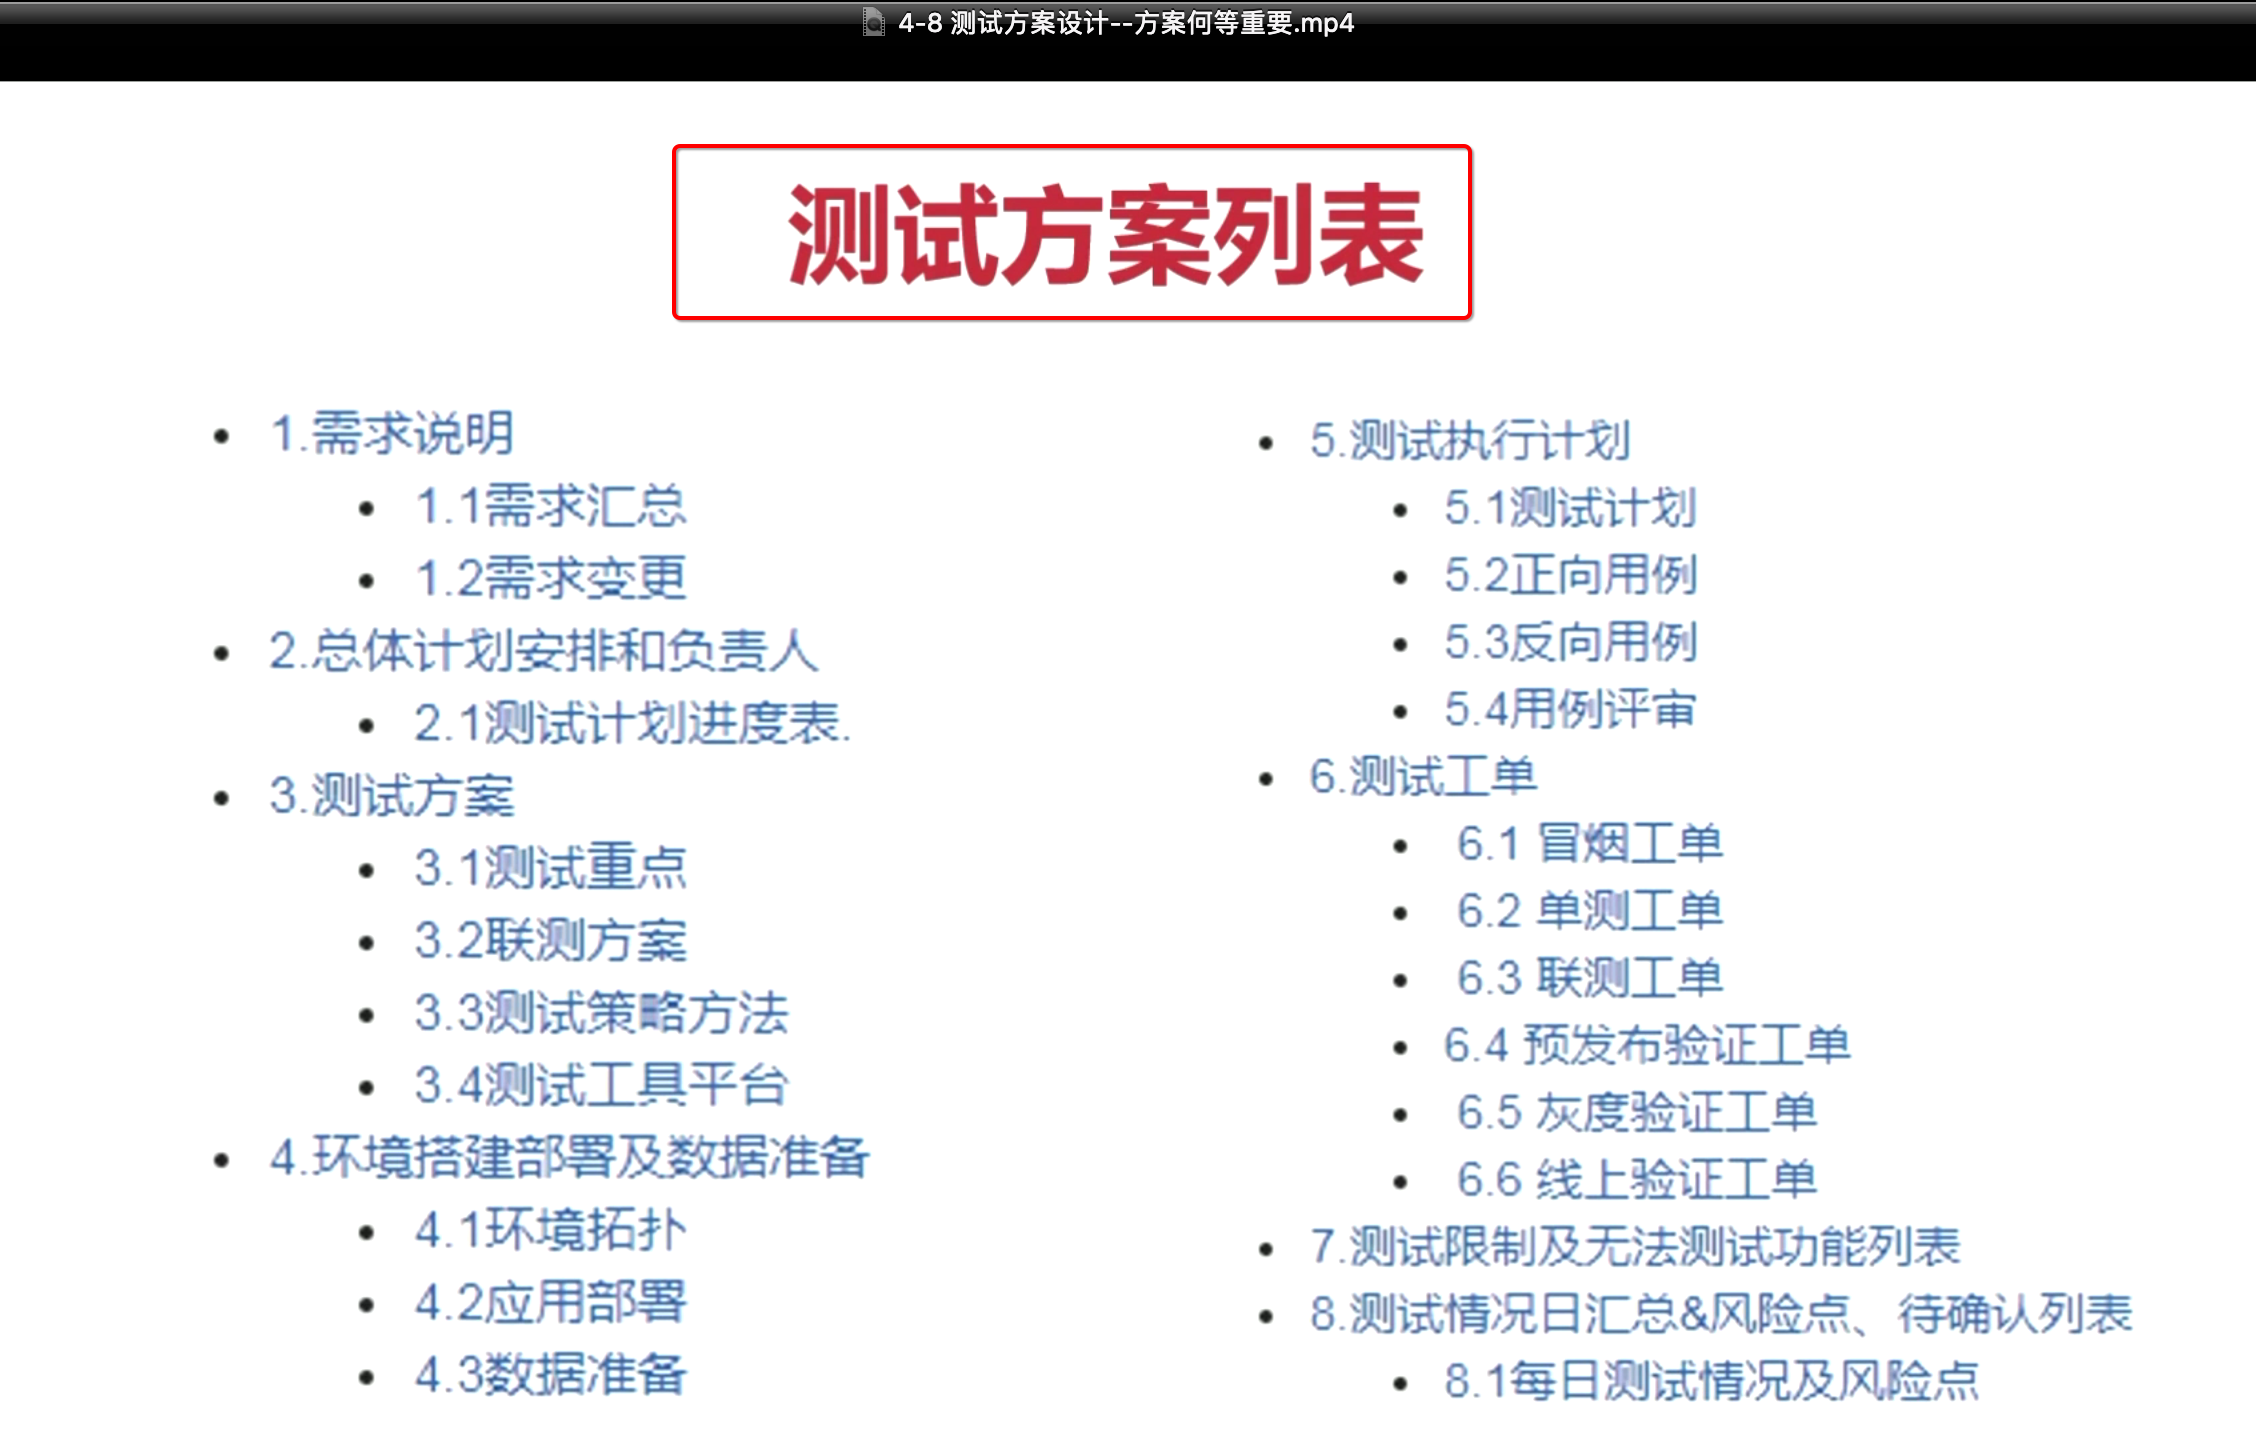 4-8 测试方案设计--方案何等重要.mp4
测试方案列表
1.需求说明
1.1需求汇总
1.2需求变更
2.总体计划安排和负责人
2.1测试计划进度表.
3.测试方案
3.1测试重点
3.2联测方案
3.3测试策略方法
3.4测试工具平台
4.环境搭建部署及数据准备
4.1环境拓扑
4.2应用部署
4.3数据准备
5.测试执行计划
5.1测试计划
5.2正向用例
5.3反向用例
5.4用例评审
6.测试工单
6.1 冒烟工单
6.2 单测工单
6.3 联测工单
6.4 预发布验证工单
6.5 灰度验证工单
6.6 线上验证工单
7.测试限制及无法测试功能列表
8.测试情况日汇总&风险点、待确认列表
8.1每日测试情况及风险点